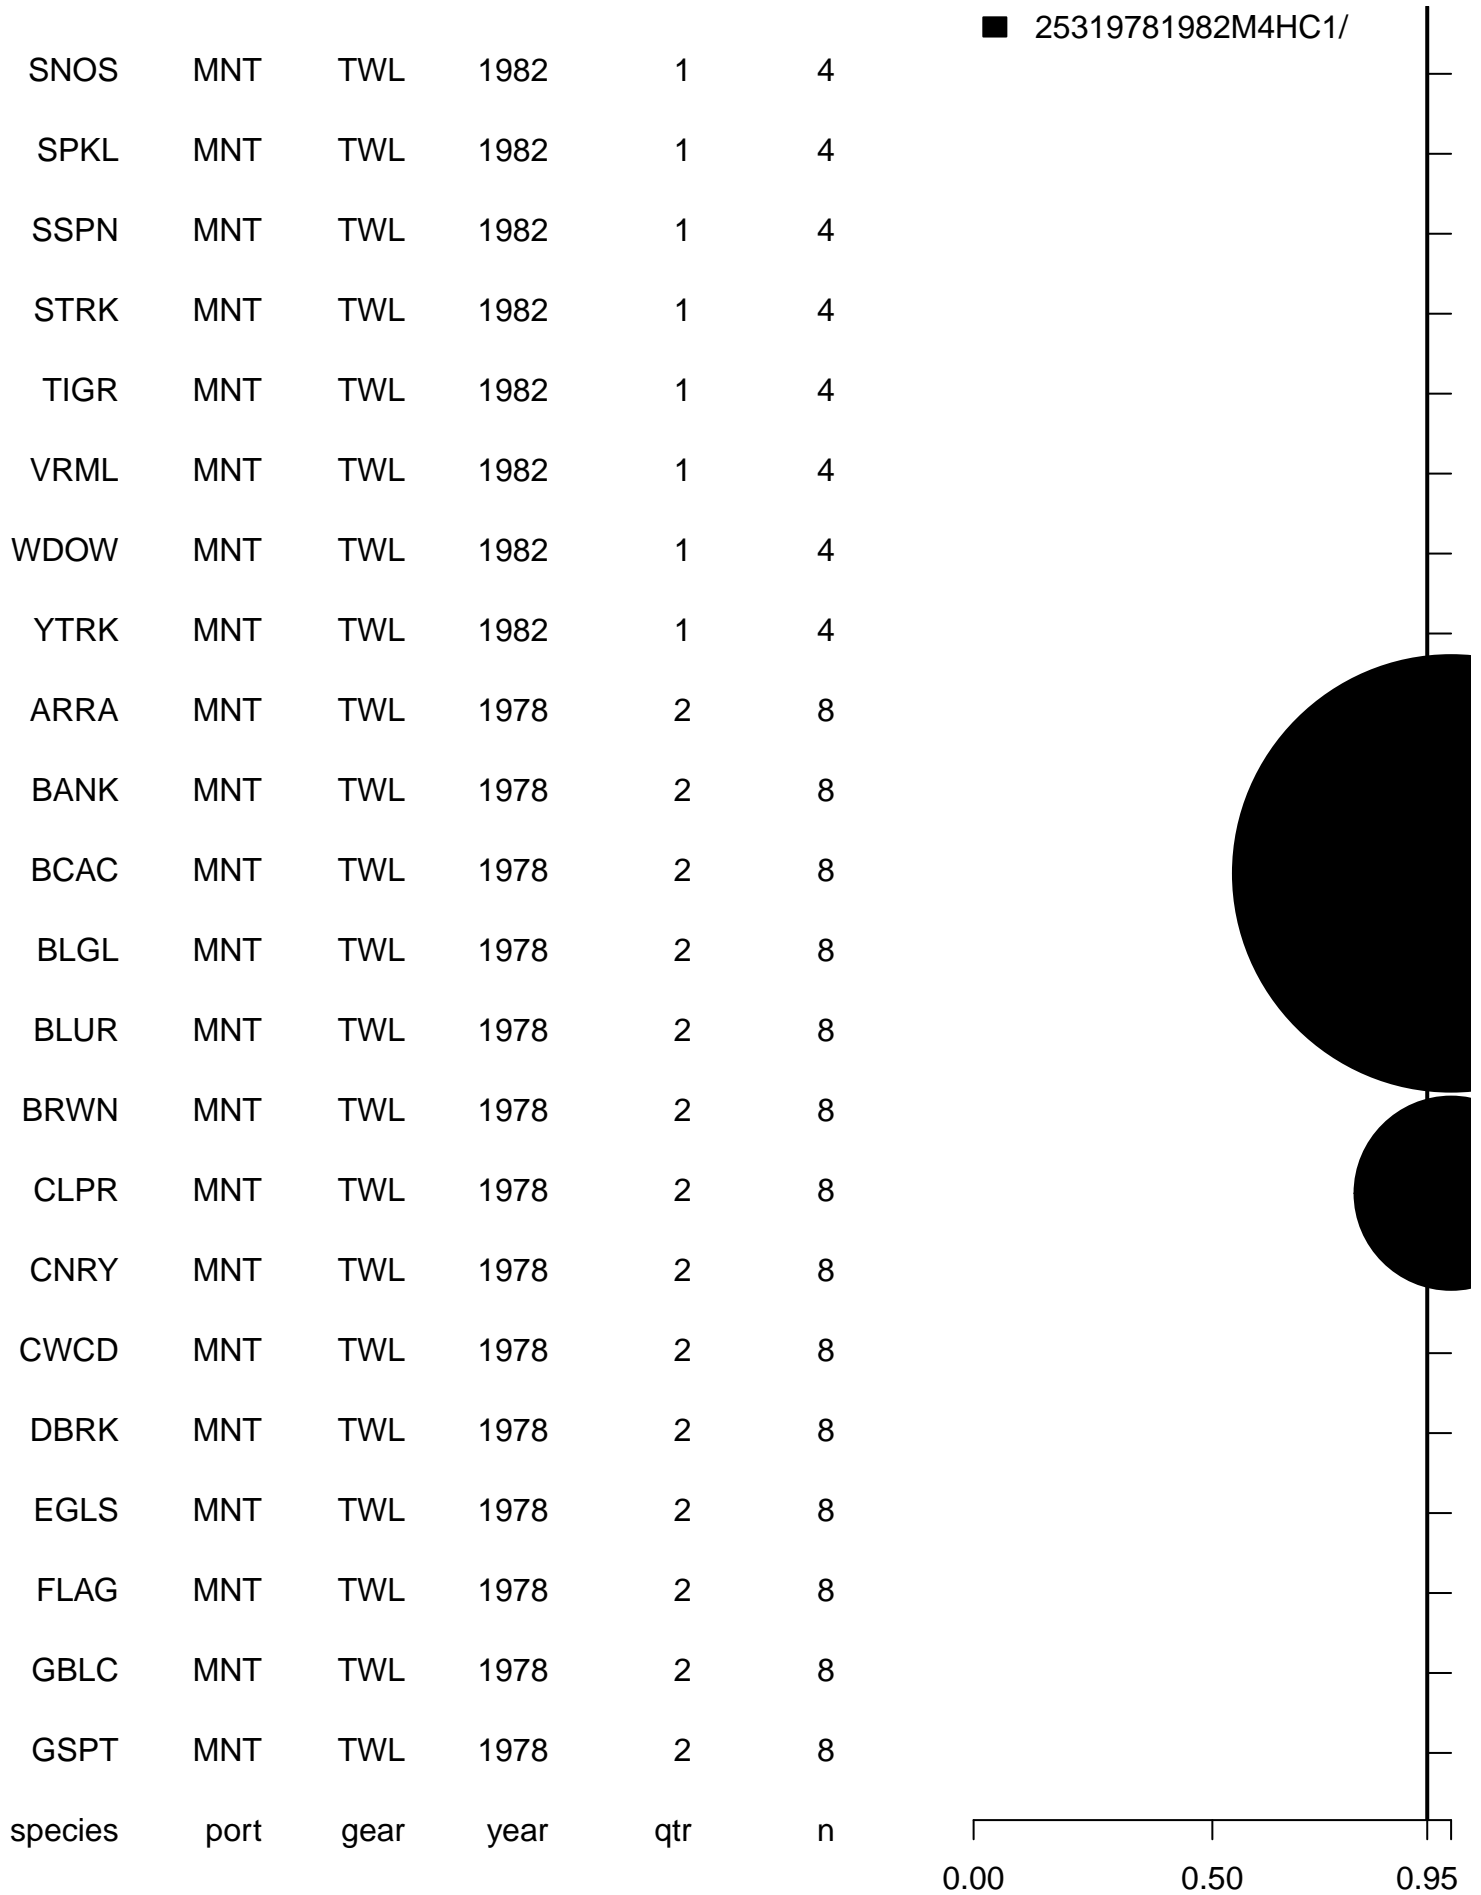 25319781982M4HC1/
SNOS MNT TWL 1982 1 4
SPKL MNT TWL 1982 1 4
SSPN MNT TWL 1982 1 4
STRK MNT TWL 1982 1 4
TIGR MNT TWL 1982 1 4
VRML MNT TWL 1982 1 4
WDOW MNT TWL 1982 1 4
YTRK MNT TWL 1982 1 4
ARRA MNT TWL 1978 2 8
BANK MNT TWL 1978 2 8
BCAC MNT TWL 1978 2 8
BLGL MNT TWL 1978 2 8
BLUR MNT TWL 1978 2 8
BRWN MNT TWL 1978 2 8
CLPR MNT TWL 1978 2 8
CNRY MNT TWL 1978 2 8
CWCD MNT TWL 1978 2 8
DBRK MNT TWL 1978 2 8
EGLS MNT TWL 1978 2 8
FLAG MNT TWL 1978 2 8
GBLC MNT TWL 1978 2 8
GSPT MNT TWL 1978 2 8
species port gear year qtr n
0.00 0.50 0.95